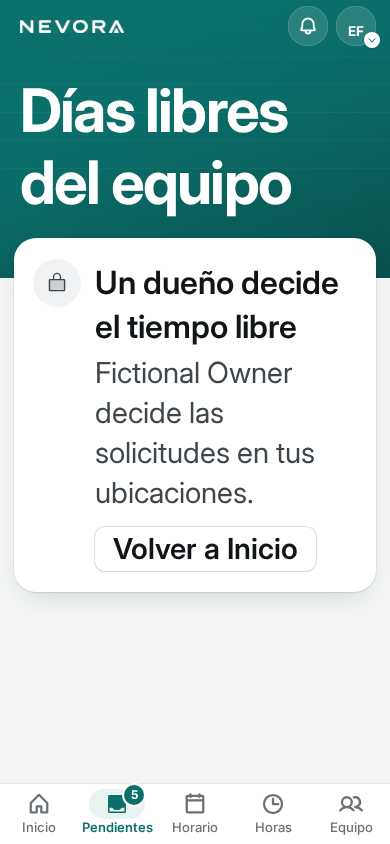 NEVORA
EF
Días libres
del equipo
Un dueño decide
el tiempo libre
Fictional Owner
decide las
solicitudes en tus
ubicaciones.
Volver a Inicio
5
Inicio
Pendientes
Horario
Horas
Equipo